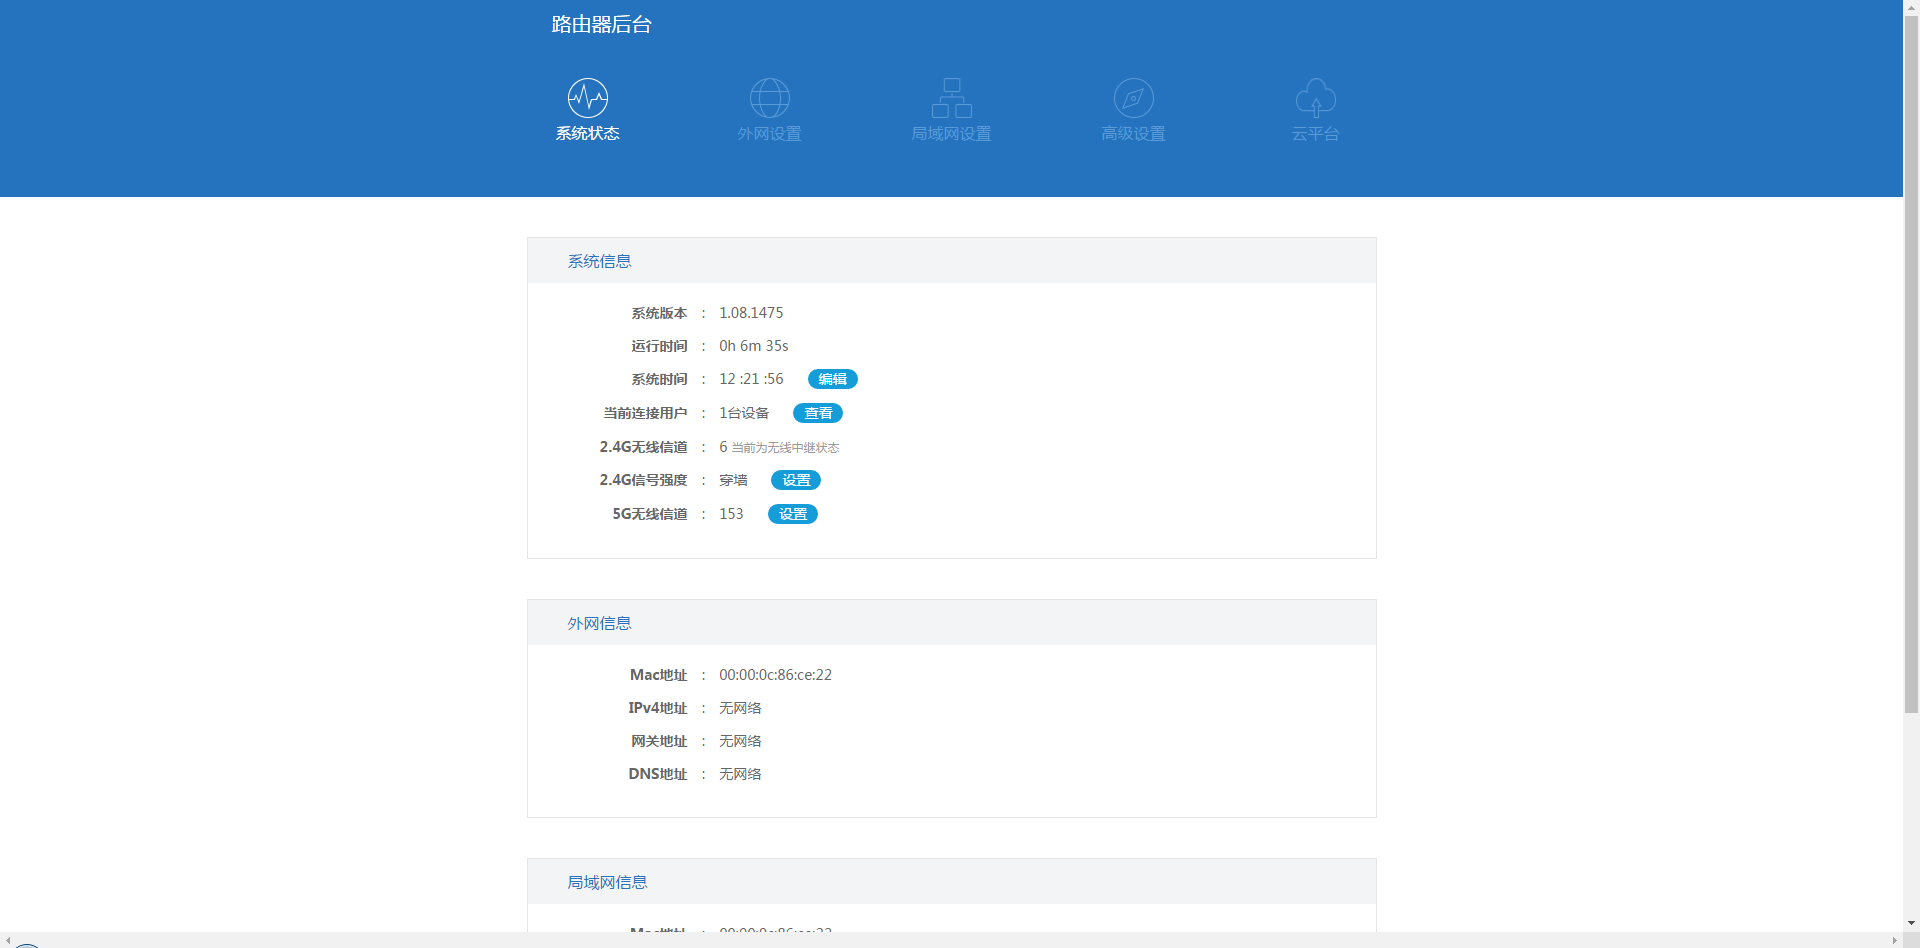 路由器后台
系统状态 外网设置 局域网设置 高级设置 云平台
系统信息
系统版本 : 1.08.1475
运行时间 : 0h 6m 35s
系统时间 : 12 :21 :56 编辑
当前连接用户 : 1台设备 查看
2.4G无线信道 : 6 当前为无线中继状态
2.4G信号强度 : 穿墙 设置
5G无线信道 : 153 设置
外网信息
Mac地址 : 00:00:0c:86:ce:22
IPv4地址 : 无网络
网关地址 : 无网络
DNS地址 : 无网络
局域网信息